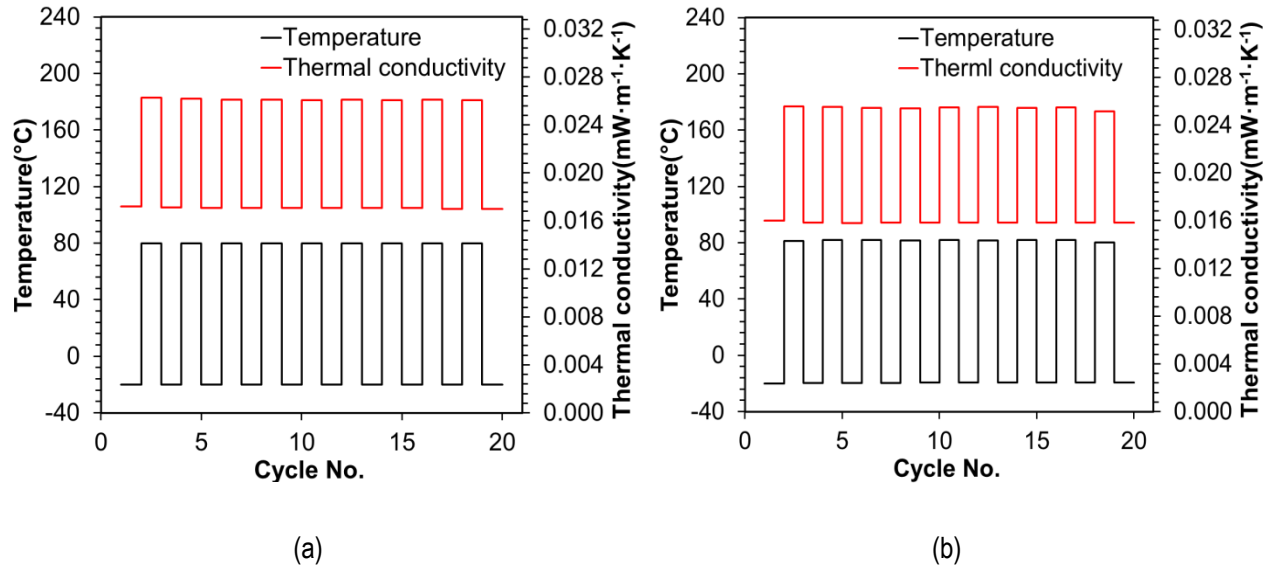 240
200
160
120
80
40
0
-40
Temperature(°C)
Temperature
Thermal conductivity
0.032
0.028
0.024
0.020
0.016
0.012
0.008
0.004
0.000
Thermal conductivity(mW·m⁻¹·K⁻¹)
0 5 10 15 20
Cycle No.
(a)
240
200
160
120
80
40
0
-40
Temperature(°C)
Temperature
Therml conductivity
0.032
0.028
0.024
0.020
0.016
0.012
0.008
0.004
0.000
Thermal conductivity(mW·m⁻¹·K⁻¹)
0 5 10 15 20
Cycle No.
(b)